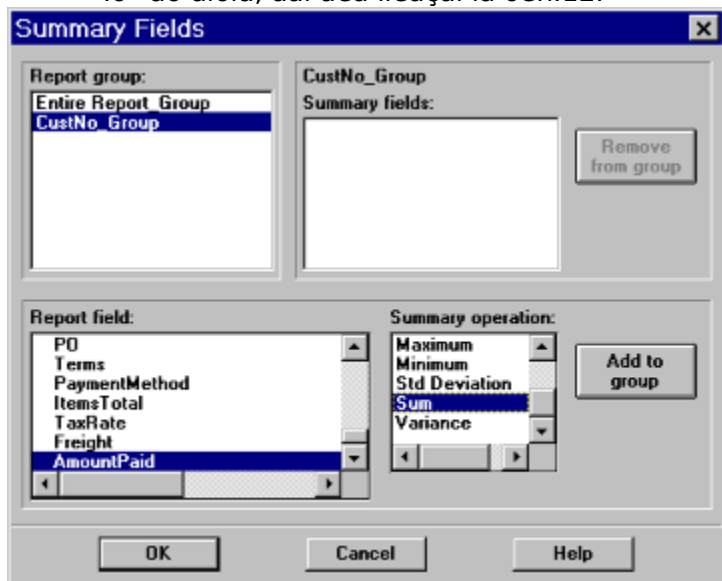 Summary Fields
Report group:
Entire Report_Group
CustNo_Group
CustNo_Group
Summary fields:
Remove
from group
Report field:
PO
Terms
PaymentMethod
ItemsTotal
TaxRate
Freight
AmountPaid
Summary operation:
Maximum
Minimum
Std Deviation
Sum
Variance
Add to
group
OK
Cancel
Help